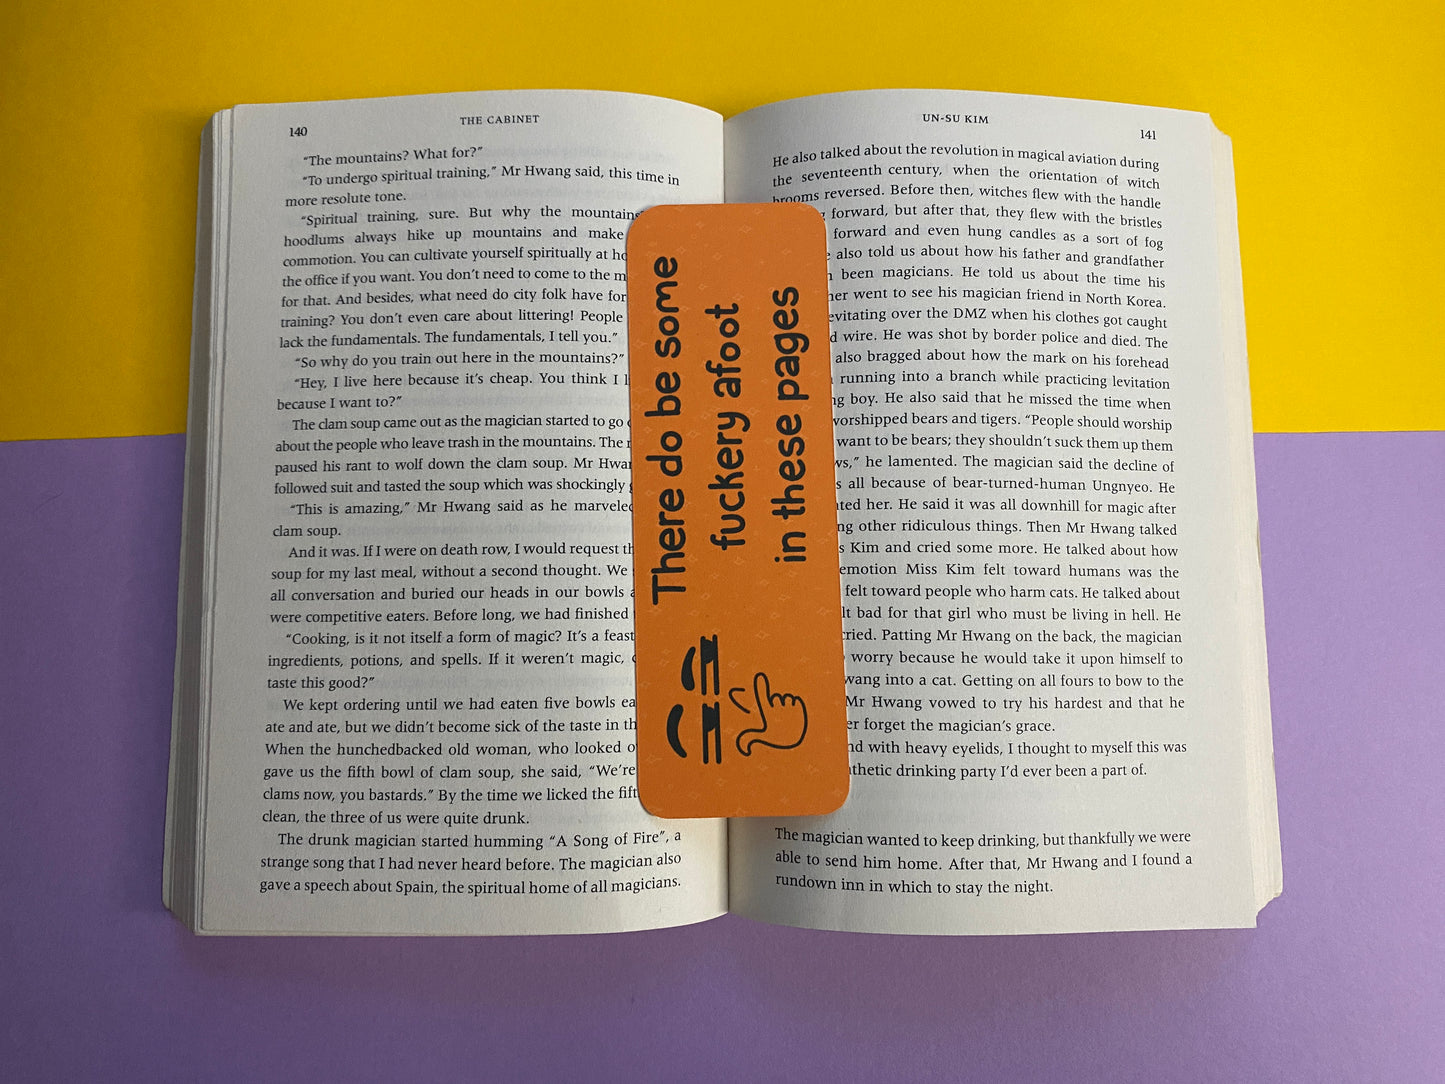 140
THE CABINET
“The mountains? What for?”
“To undergo spiritual training,” Mr Hwang said, this time in
more resolute tone.
“Spiritual training, sure. But why the mountains
hoodlums always hike up mountains and make
commotion. You can cultivate yourself spiritually at
the office if you want. You don’t need to come to the
for that. And besides, what need do city folk have for
training? You don’t even care about littering! People
lack the fundamentals. The fundamentals, I tell you.”
“So why do you train out here in the mountains?”
“Hey, I live here because it’s cheap. You think I
because I want to?”
The clam soup came out as the magician started to go
about the people who leave trash in the mountains. The
paused his rant to wolf down the clam soup. Mr
followed suit and tasted the soup which was shockingly
“This is amazing,” Mr Hwang said as he
clam soup.
And it was. If I were on death row, I would request
soup for my last meal, without a second thought. We
all conversation and buried our heads in our bowls
were competitive eaters. Before long, we had finished
“Cooking, is it not itself a form of magic? It’s a feast
ingredients, potions, and spells. If it weren’t magic,
taste this good?”
We kept ordering until we had eaten five bowls
ate and ate, but we didn’t become sick of the taste in
When the hunchedbacked old woman, who looked
gave us the fifth bowl of clam soup, she said, “We’re
clams now, you bastards.” By the time we licked the
clean, the three of us were quite drunk.
The drunk magician started humming “A Song of Fire”, a
strange song that I had never heard before. The magician also
gave a speech about Spain, the spiritual home of all magicians.
There do be some
fuckery afoot
in these pages
UN-SU KIM
141
He also talked about the revolution in magical aviation during
the seventeenth century, when the orientation of witch
brooms reversed. Before then, witches flew with the handle
forward, but after that, they flew with the bristles
forward and even hung candles as a sort of fog
also told us about how his father and grandfather
been magicians. He told us about the time his
went to see his magician friend in North Korea.
levitating over the DMZ when his clothes got caught
wire. He was shot by border police and died. The
also bragged about how the mark on his forehead
running into a branch while practicing levitation
boy. He also said that he missed the time when
worshipped bears and tigers. “People should worship
want to be bears; they shouldn’t suck them up them
he lamented. The magician said the decline of
all because of bear-turned-human Ungnyeo. He
her. He said it was all downhill for magic after
other ridiculous things. Then Mr Hwang talked
Kim and cried some more. He talked about how
emotion Miss Kim felt toward humans was the
felt toward people who harm cats. He talked about
bad for that girl who must be living in hell. He
cried. Patting Mr Hwang on the back, the magician
worry because he would take it upon himself to
into a cat. Getting on all fours to bow to the
Mr Hwang vowed to try his hardest and that he
forget the magician’s grace.
with heavy eyelids, I thought to myself this was
drinking party I’d ever been a part of.
The magician wanted to keep drinking, but thankfully we were
able to send him home. After that, Mr Hwang and I found a
rundown inn in which to stay the night.